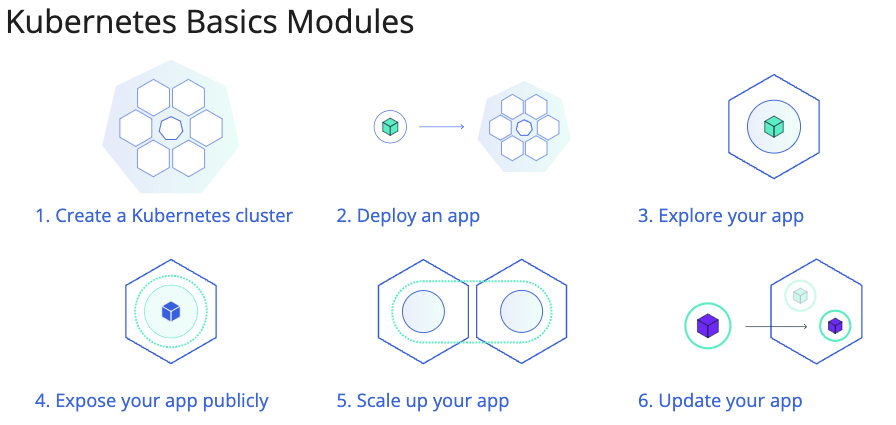 Kubernetes Basics Modules
1. Create a Kubernetes cluster
2. Deploy an app
3. Explore your app
4. Expose your app publicly
5. Scale up your app
6. Update your app